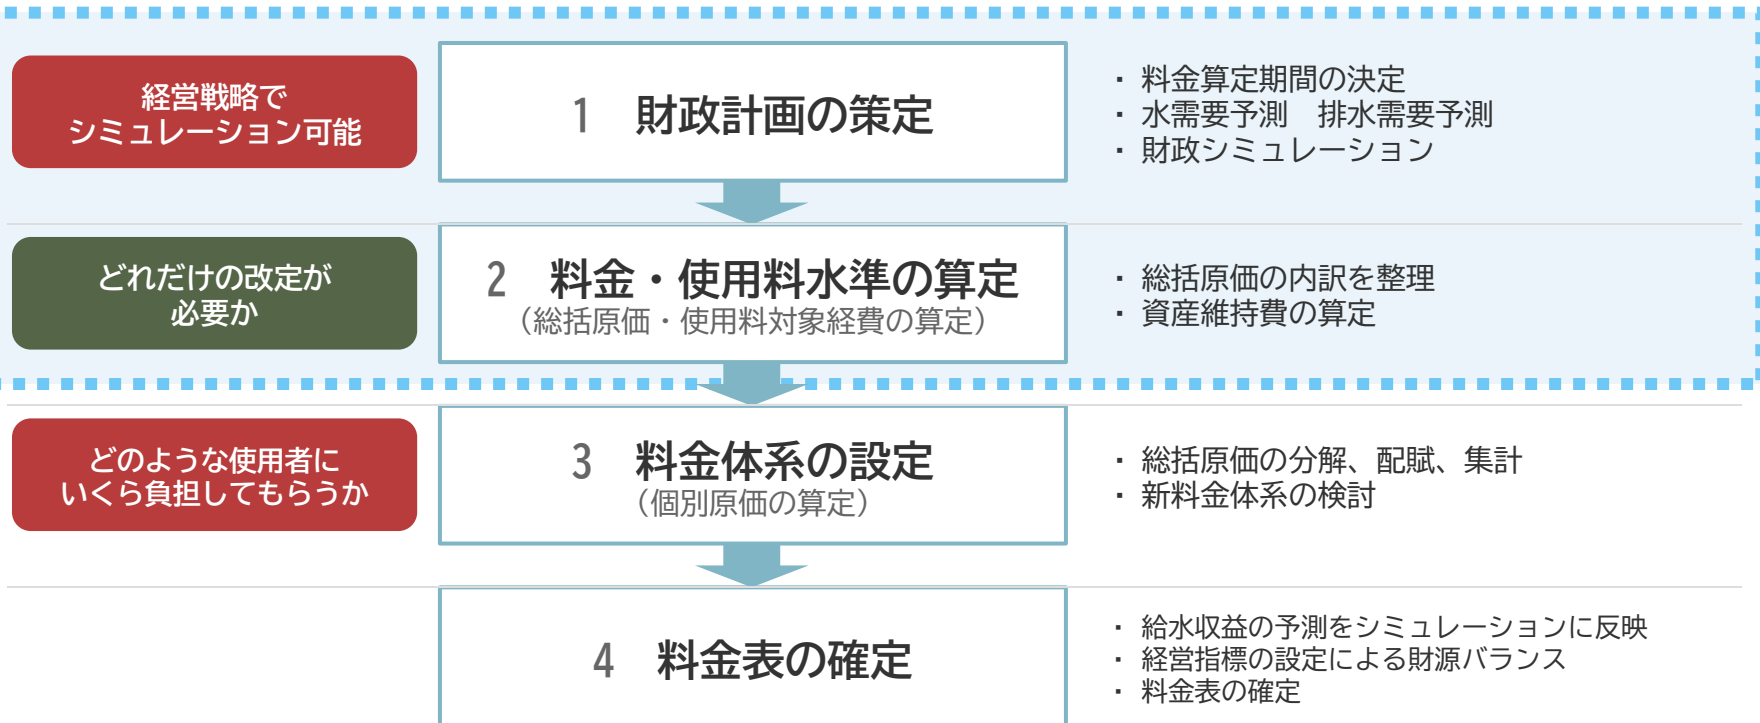 経営戦略で
シミュレーション可能
1 財政計画の策定
・ 料金算定期間の決定
・ 水需要予測 排水需要予測
・ 財政シミュレーション
どれだけの改定が
必要か
2 料金・使用料水準の算定
（総括原価・使用料対象経費の算定）
・ 総括原価の内訳を整理
・ 資産維持費の算定
どのような使用者に
いくら負担してもらうか
3 料金体系の設定
（個別原価の算定）
・ 総括原価の分解、配賦、集計
・ 新料金体系の検討
4 料金表の確定
・ 給水収益の予測をシミュレーションに反映
・ 経営指標の設定による財源バランス
・ 料金表の確定